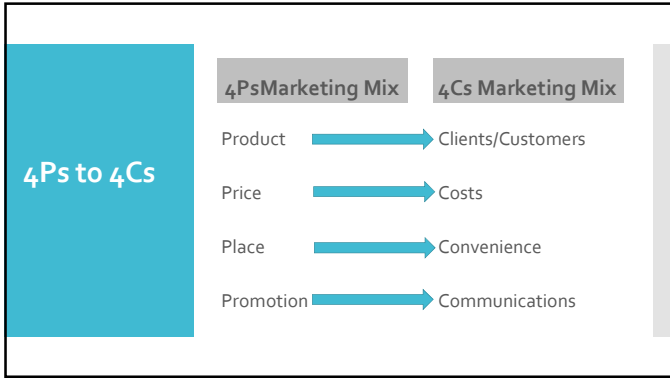 4Ps to 4Cs
4PsMarketing Mix 4Cs Marketing Mix
Product Clients/Customers
Price Costs
Place Convenience
Promotion Communications